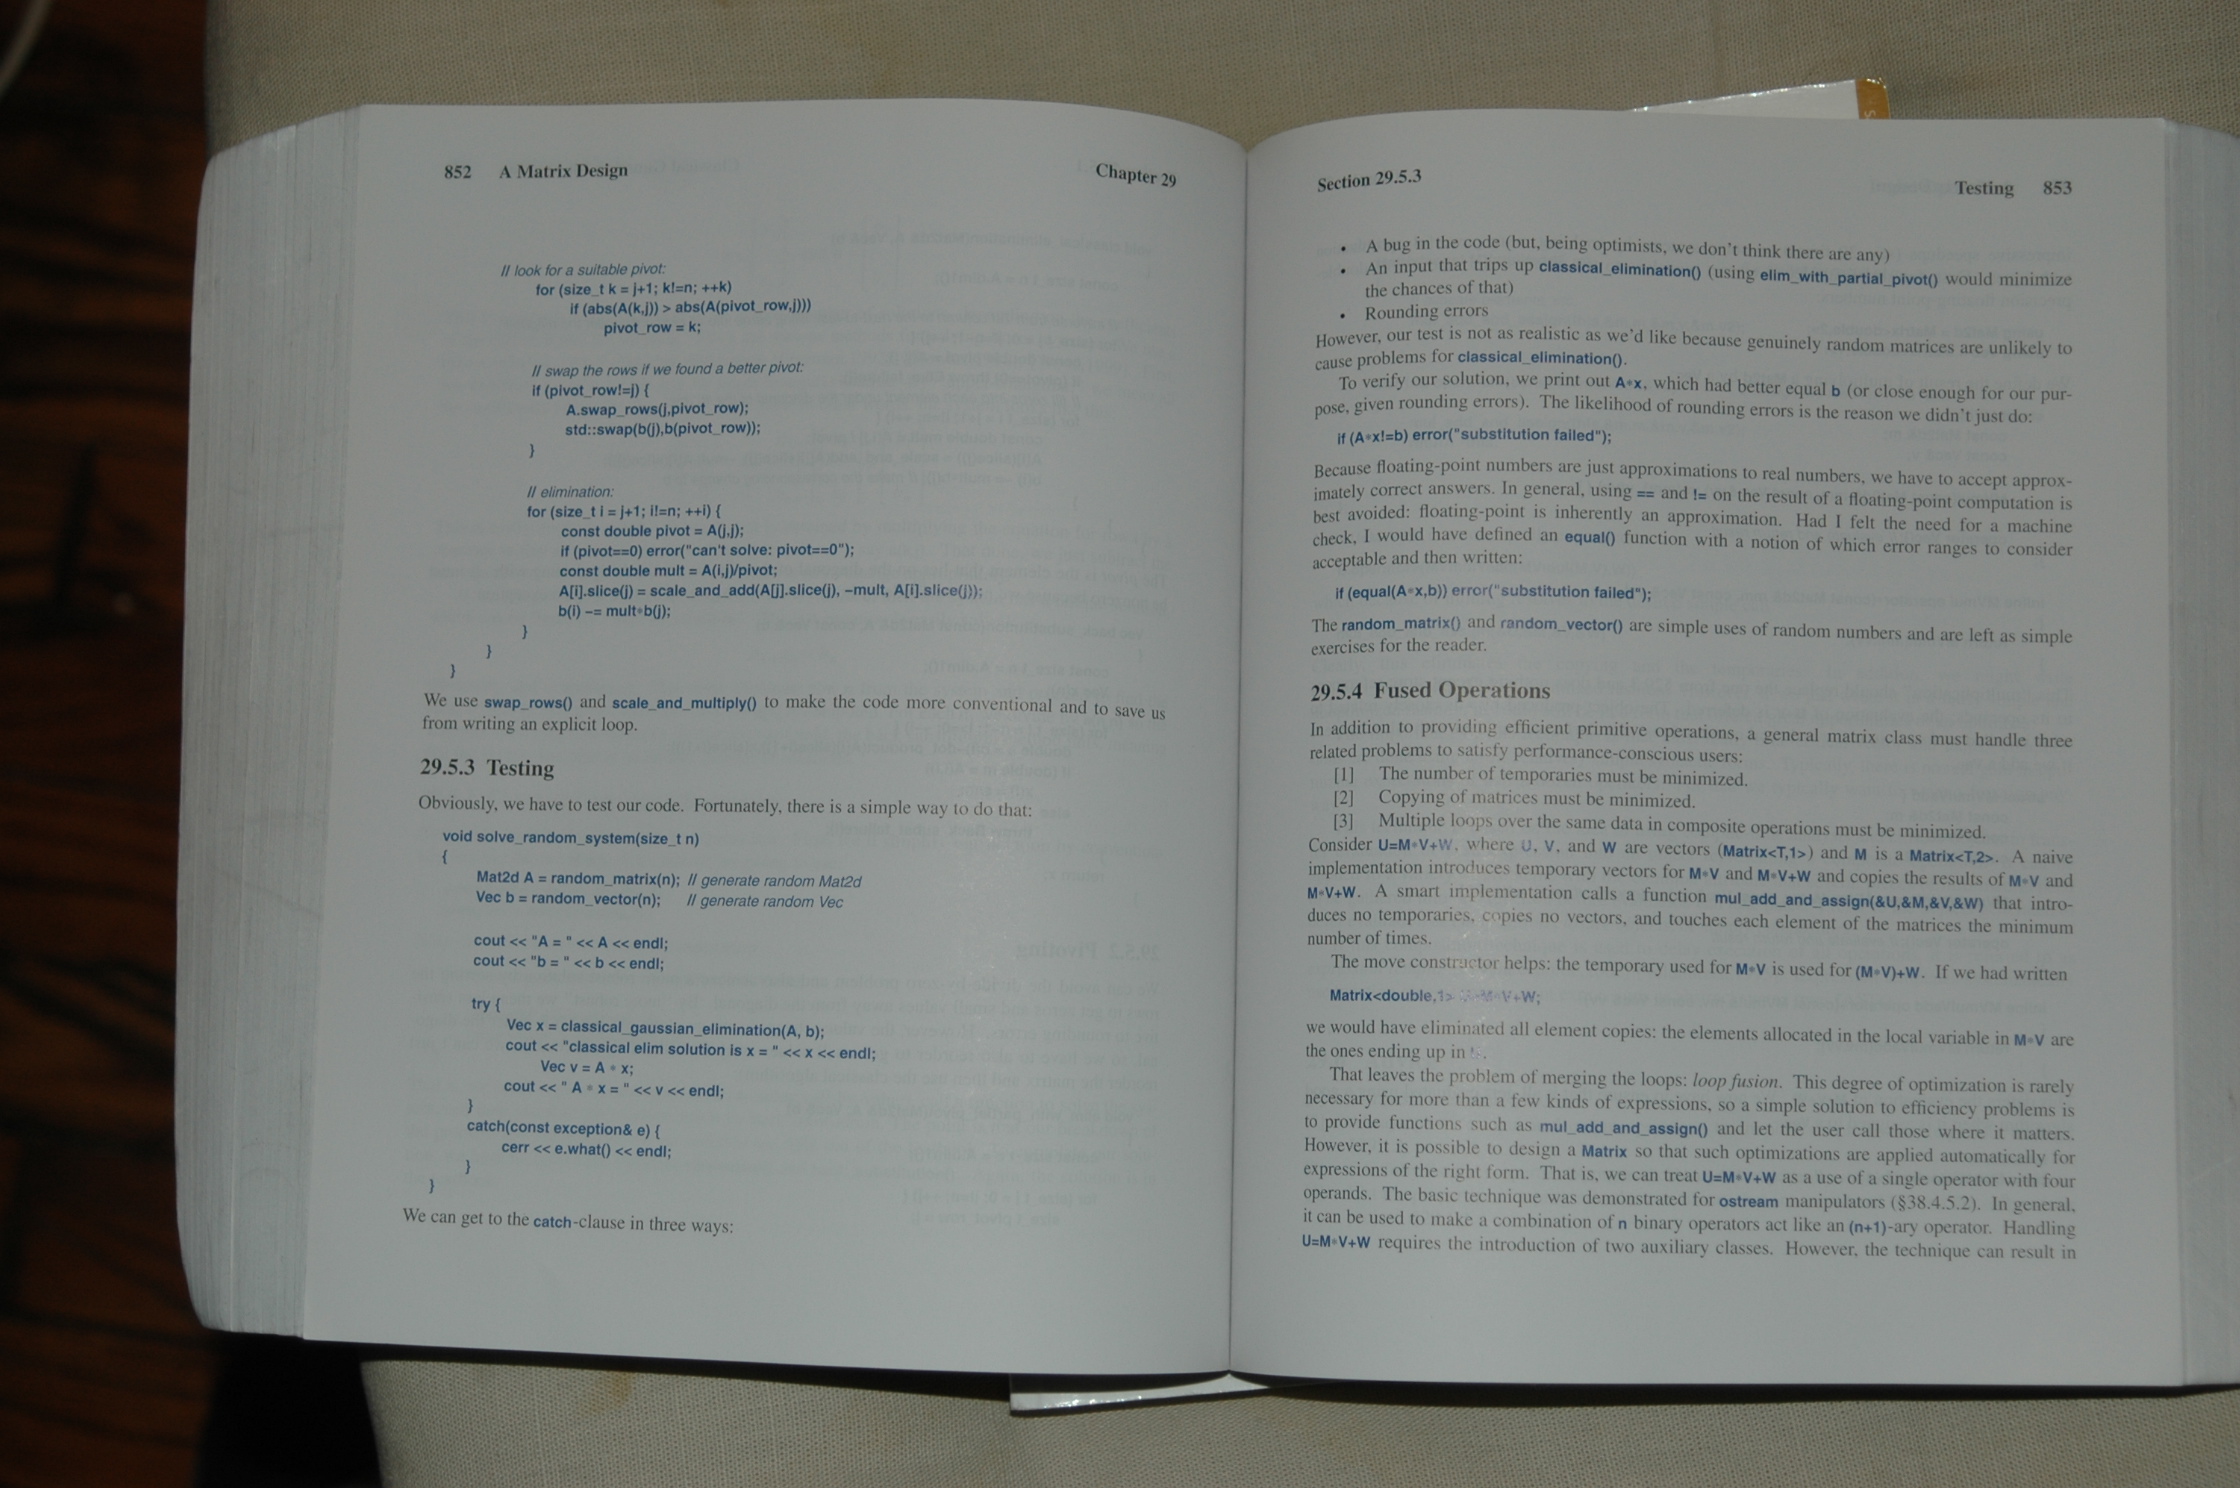 852 A Matrix Design Chapter 29
// look for a suitable pivot:
for (size_t k = j+1; k!=n; ++k)
if (abs(A(k,j)) > abs(A(pivot_row,j)))
pivot_row = k;
// swap the rows if we found a better pivot:
if (pivot_row!=j) {
A.swap_rows(j,pivot_row);
std::swap(b(j),b(pivot_row));
}
// elimination:
for (size_t i = j+1; i!=n; ++i) {
const double pivot = A(j,j);
if (pivot==0) error("can't solve: pivot==0");
const double mult = A(i,j)/pivot;
A[i].slice(j) = scale_and_add(A[j].slice(j), −mult, A[i].slice(j));
b(i) −= mult*b(j);
}
}
}
We use swap_rows() and scale_and_multiply() to make the code more conventional and to save us
from writing an explicit loop.
29.5.3 Testing
Obviously, we have to test our code. Fortunately, there is a simple way to do that:
void solve_random_system(size_t n)
{
Mat2d A = random_matrix(n); // generate random Mat2d
Vec b = random_vector(n); // generate random Vec
cout << "A = " << A << endl;
cout << "b = " << b << endl;
try {
Vec x = classical_gaussian_elimination(A, b);
cout << "classical elim solution is x = " << x << endl;
Vec v = A * x;
cout << " A * x = " << v << endl;
}
catch(const exception& e) {
cerr << e.what() << endl;
}
}
We can get to the catch-clause in three ways:
Section 29.5.3 Testing 853
• A bug in the code (but, being optimists, we don't think there are any)
• An input that trips up classical_elimination() (using elim_with_partial_pivot() would minimize
the chances of that)
• Rounding errors
However, our test is not as realistic as we'd like because genuinely random matrices are unlikely to
cause problems for classical_elimination().
To verify our solution, we print out A*x, which had better equal b (or close enough for our pur-
pose, given rounding errors). The likelihood of rounding errors is the reason we didn't just do:
if (A*x!=b) error("substitution failed");
Because floating-point numbers are just approximations to real numbers, we have to accept approx-
imately correct answers. In general, using == and != on the result of a floating-point computation is
best avoided: floating-point is inherently an approximation. Had I felt the need for a machine
check, I would have defined an equal() function with a notion of which error ranges to consider
acceptable and then written:
if (equal(A*x,b)) error("substitution failed");
The random_matrix() and random_vector() are simple uses of random numbers and are left as simple
exercises for the reader.
29.5.4 Fused Operations
In addition to providing efficient primitive operations, a general matrix class must handle three
related problems to satisfy performance-conscious users:
[1] The number of temporaries must be minimized.
[2] Copying of matrices must be minimized.
[3] Multiple loops over the same data in composite operations must be minimized.
Consider U=M*V+W, where U, V, and W are vectors (Matrix<T,1>) and M is a Matrix<T,2>. A naive
implementation introduces temporary vectors for M*V and M*V+W and copies the results of M*V and
M*V+W. A smart implementation calls a function mul_add_and_assign(&U,&M,&V,&W) that intro-
duces no temporaries, copies no vectors, and touches each element of the matrices the minimum
number of times.
The move constructor helps: the temporary used for M*V is used for (M*V)+W. If we had written
Matrix<double,1> =M*V+W;
we would have eliminated all element copies: the elements allocated in the local variable in M*V are
the ones ending up in
That leaves the problem of merging the loops: loop fusion. This degree of optimization is rarely
necessary for more than a few kinds of expressions, so a simple solution to efficiency problems is
to provide functions such as mul_add_and_assign() and let the user call those where it matters.
However, it is possible to design a Matrix so that such optimizations are applied automatically for
expressions of the right form. That is, we can treat U=M*V+W as a use of a single operator with four
operands. The basic technique was demonstrated for ostream manipulators (§38.4.5.2). In general,
it can be used to make a combination of n binary operators act like an (n+1)-ary operator. Handling
U=M*V+W requires the introduction of two auxiliary classes. However, the technique can result in